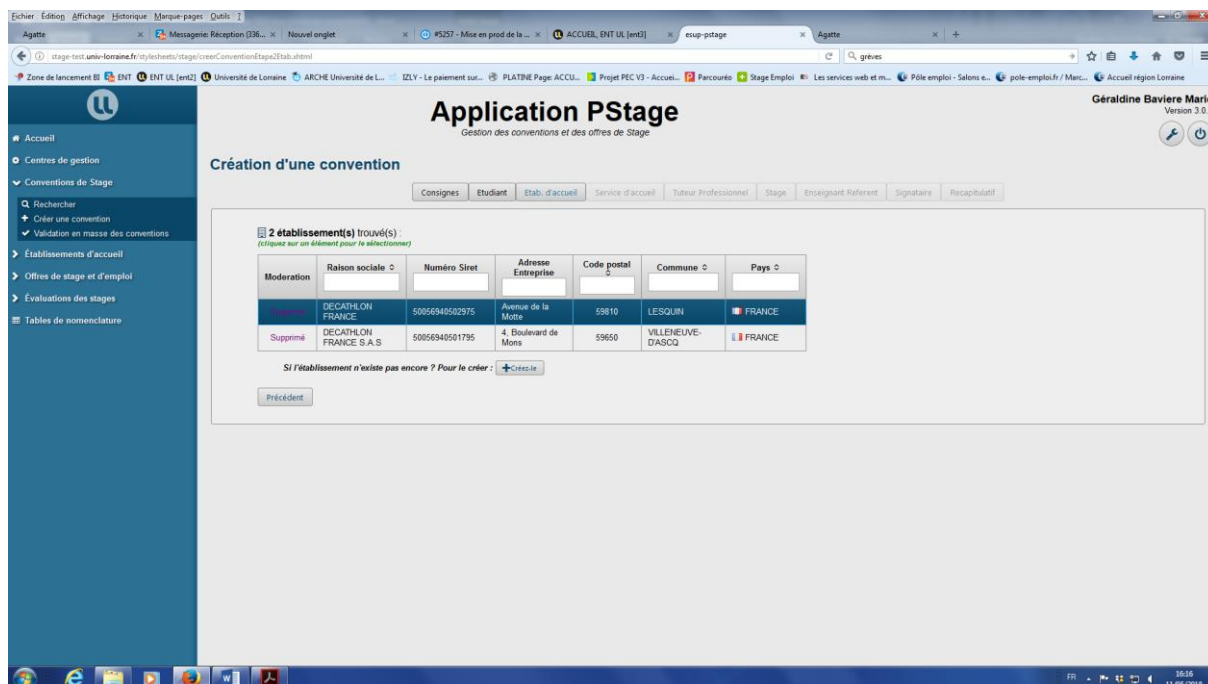 Fichier Édition Affichage Historique Marque-pages Outils ?
Agatte
Messagerie: Réception (336...
Nouvel onglet
#5257 - Mise en prod de la ...
ACCUEIL, ENT UL [ent3]
esup-pstage
Agatte
stage-test.univ-lorraine.fr/stylesheets/stage/creerConventionEtape2Etab.xhtml
grèves
Zone de lancement BI ENT ENT UL [ent2] Université de Lorraine ARCHE Université de L... IZLY - Le paiement sur... PLATINE Page: ACCU... Projet PEC V3 - Accuei... Parcouréo Stage Emploi Les services web et m... Pôle emploi - Salons e... pole-emploi.fr / Marc... Accueil région Lorraine
Application PStage
Gestion des conventions et des offres de Stage
Géraldine Baviere Mari
Version 3.0.
Accueil
Centres de gestion
Conventions de Stage
Rechercher
Créer une convention
Validation en masse des conventions
Établissements d'accueil
Offres de stage et d'emploi
Évaluations des stages
Tables de nomenclature
Création d'une convention
Consignes Etudiant Etab. d'accueil Service d'accueil Tuteur Professionnel Stage Enseignant Referent Signataire Recapitulatif
2 établissement(s) trouvé(s) :
(cliquez sur un élément pour le sélectionner)
Moderation Raison sociale Numéro Siret Adresse Entreprise Code postal Commune Pays
Supprimé DECATHLON FRANCE 50056940502975 Avenue de la Motte 59810 LESQUIN FRANCE
Supprimé DECATHLON FRANCE S.A.S 50056940501795 4, Boulevard de Mons 59650 VILLENEUVE-D'ASCQ FRANCE
Si l'établissement n'existe pas encore ? Pour le créer : Créez-le
Précédent
FR
16:16